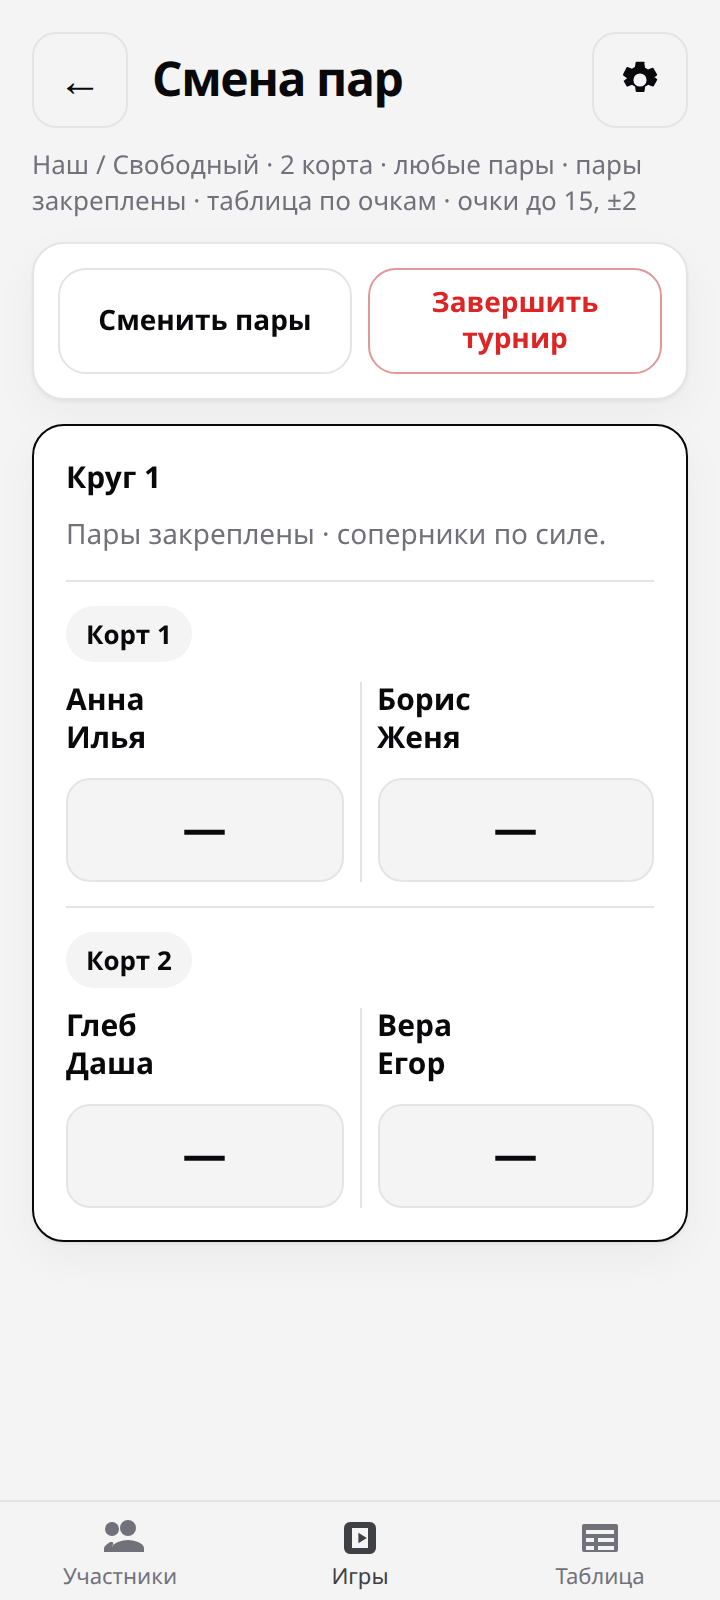 ← Смена пар
Наш / Свободный · 2 корта · любые пары · пары
закреплены · таблица по очкам · очки до 15, ±2
Сменить пары
Завершить
турнир
Круг 1
Пары закреплены · соперники по силе.
Корт 1
Анна
Илья
Борис
Женя
—
—
Корт 2
Глеб
Даша
Вера
Егор
—
—
Участники
Игры
Таблица